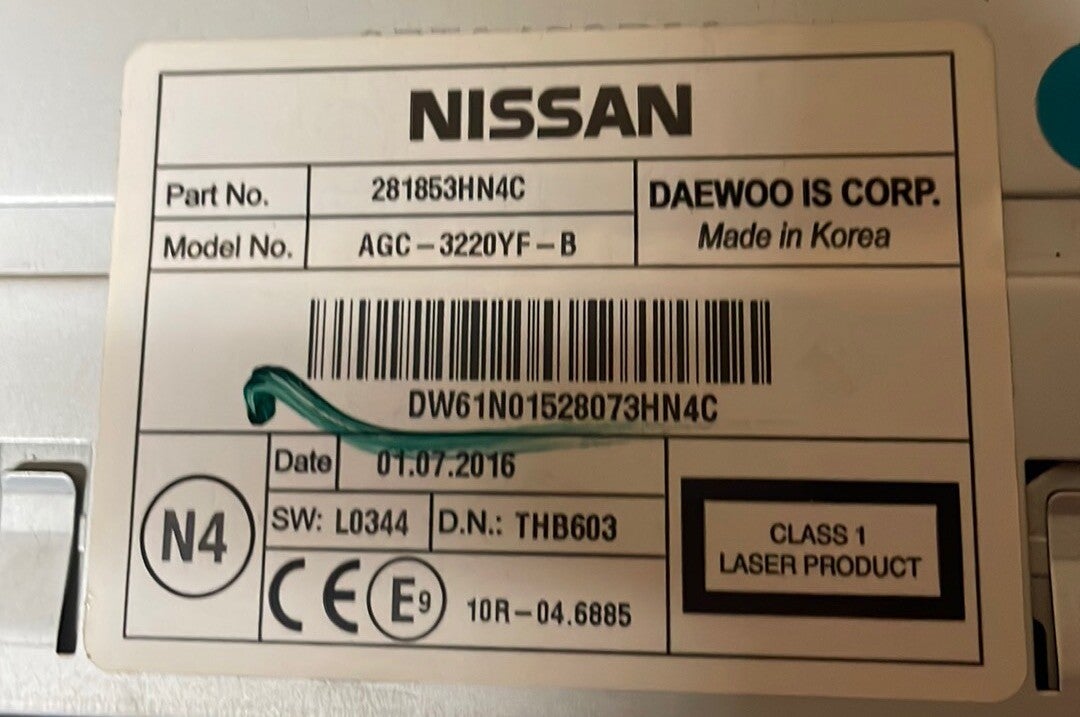 NISSAN
Part No. 281853HN4C
Model No. AGC-3220YF-B
DAEWOO IS CORP.
Made in Korea
DW61N01528073HN4C
N4
Date 01.07.2016
SW: L0344 D.N.: THB603
CE E9 10R-04.6885
CLASS 1
LASER PRODUCT